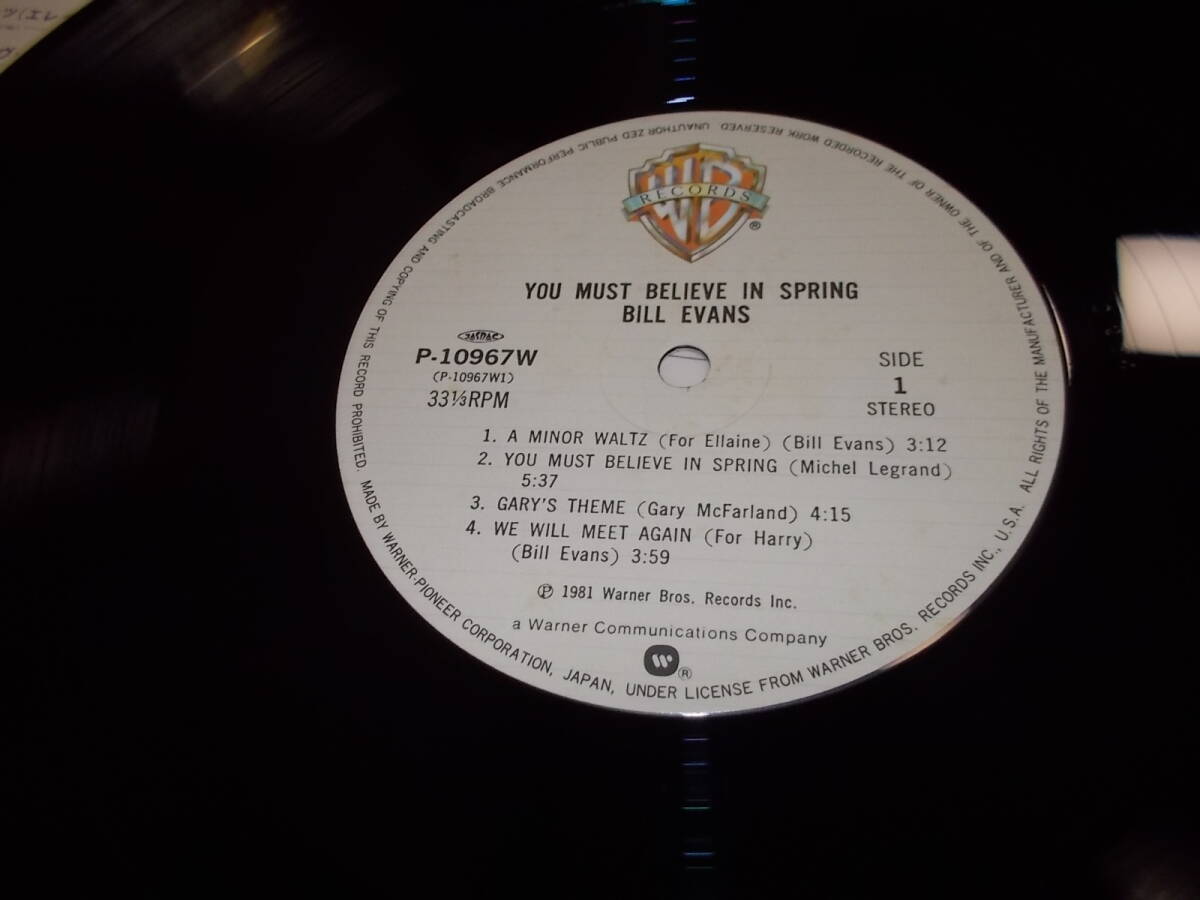 WB
RECORDS
®
YOU MUST BELIEVE IN SPRING
BILL EVANS
JASRAC
P-10967W
(P-10967W1)
33⅓RPM
SIDE
1
STEREO
1. A MINOR WALTZ (For Ellaine) (Bill Evans) 3:12
2. YOU MUST BELIEVE IN SPRING (Michel Legrand)
5:37
3. GARY'S THEME (Gary McFarland) 4:15
4. WE WILL MEET AGAIN (For Harry)
(Bill Evans) 3:59
Ⓟ 1981 Warner Bros. Records Inc.
a Warner Communications Company
W®
MADE BY WARNER-PIONEER CORPORATION, JAPAN, UNDER LICENSE FROM WARNER BROS. RECORDS INC., U.S.A. ALL RIGHTS OF THE MANUFACTURER AND OF THE OWNER OF THE RECORDED WORK RESERVED UNAUTHOR ZED PUBLIC PERFORMANCE BROADCASTING AND COPYING OF THIS RECORD PROHIBITED.